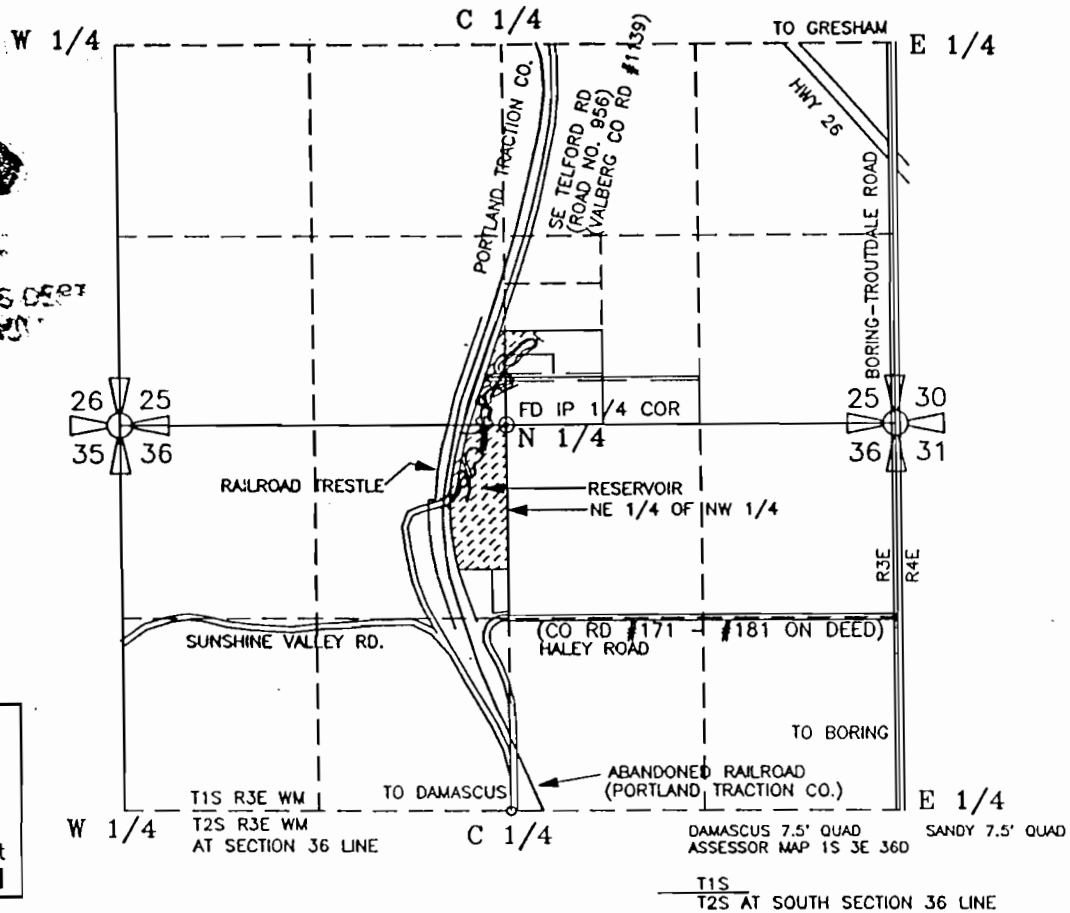 W 1/4
C 1/4
TO GRESHAM
E 1/4
HWY 26
PORTLAND TRACTION CO.
SE TELFORD RD
(ROAD NO. 956)
(VALBERG CO RD #1139)
BORING-TROUTDALE ROAD
26 25
35 36
FD IP 1/4 COR
N 1/4
25 30
36 31
RAILROAD TRESTLE
RESERVOIR
NE 1/4 OF NW 1/4
R3E
R4E
SUNSHINE VALLEY RD.
(CO RD #171 - #181 ON DEED)
HALEY ROAD
TO BORING
ABANDONED RAILROAD
(PORTLAND TRACTION CO.)
T1S R3E WM
TO DAMASCUS
W 1/4
T2S R3E WM
AT SECTION 36 LINE
C 1/4
E 1/4
DAMASCUS 7.5' QUAD
SANDY 7.5' QUAD
ASSESSOR MAP 1S 3E 36D
T1S
T2S AT SOUTH SECTION 36 LINE